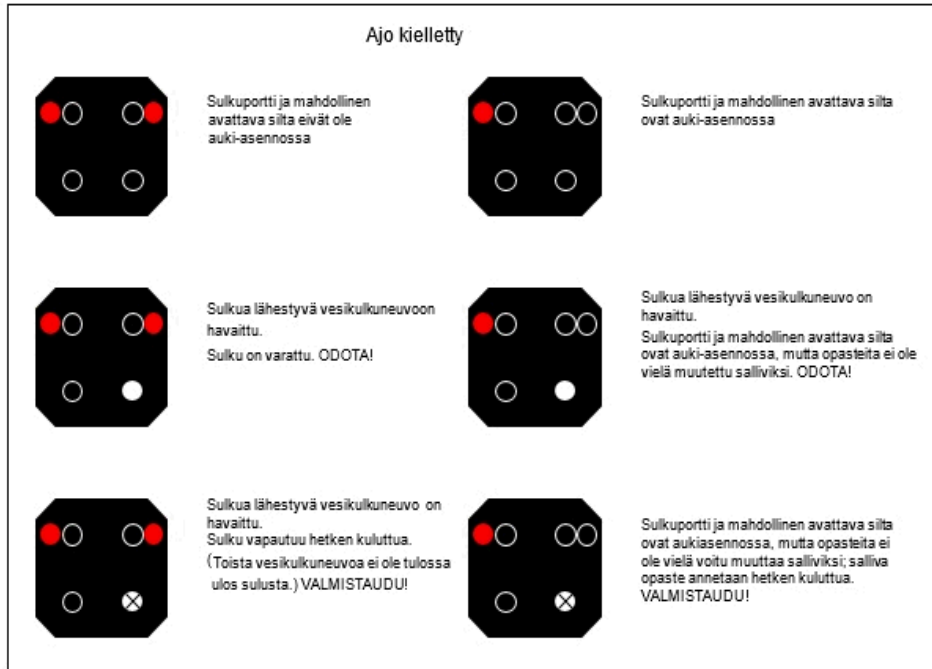 Ajo kielletty
Sulkuportti ja mahdollinen
avattava silta eivät ole
auki-asennossa
Sulkuportti ja mahdollinen avattava silta
ovat auki-asennossa
Sulkua lähestyvä vesikulkuneuvoon
havaittu.
Sulku on varattu. ODOTA!
Sulkua lähestyvä vesikulkuneuvo on
havaittu.
Sulkuportti ja mahdollinen avattava silta
ovat auki-asennossa, mutta opasteita ei ole
vielä muutettu salliviksi. ODOTA!
Sulkua lähestyvä vesikulkuneuvo on
havaittu.
Sulku vapautuu hetken kuluttua.
(Toista vesikulkuneuvoa ei ole tulossa
ulos sulusta.) VALMISTAUDU!
Sulkuportti ja mahdollinen avattava silta
ovat aukiasennossa, mutta opasteita ei
ole vielä voitu muuttaa salliviksi; salliva
opaste annetaan hetken kuluttua.
VALMISTAUDU!